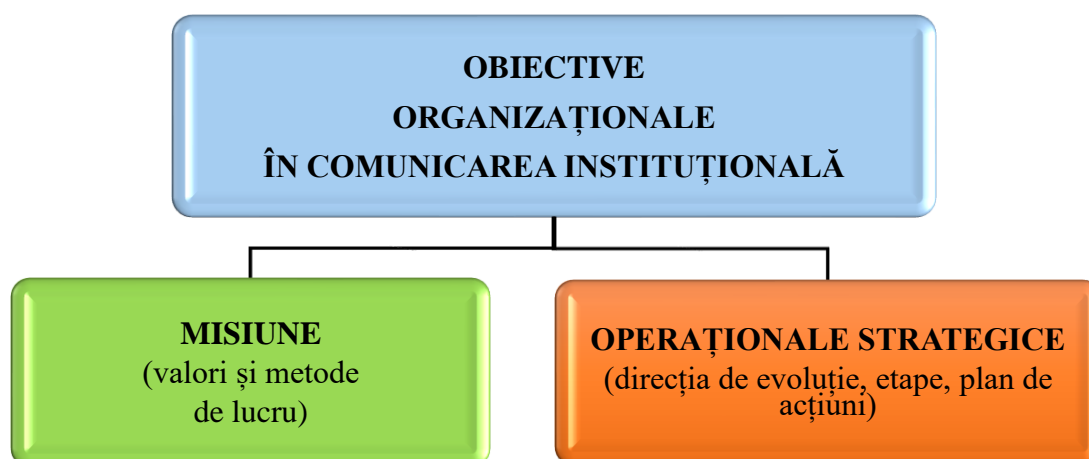 OBIECTIVE
ORGANIZAȚIONALE
ÎN COMUNICAREA INSTITUȚIONALĂ
MISIUNE
(valori și metode
de lucru)
OPERAȚIONALE STRATEGICE
(direcția de evoluție, etape, plan de
acțiuni)